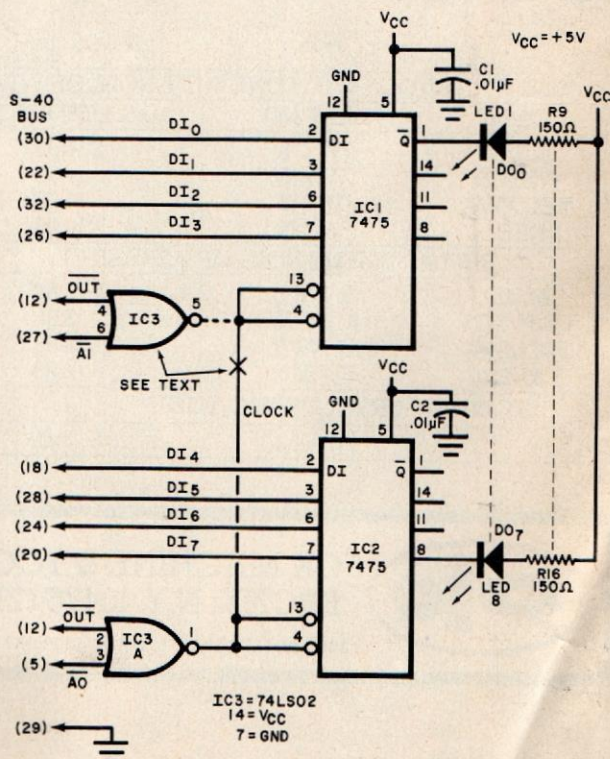 VCC
VCC=+5V
C1
.01µF
GND
12
5
VCC
S-40
BUS
LED1
R9
150Ω
(30)
DI0
2
DI
Q̅
1
(22)
DI1
3
14
DO0
(32)
DI2
6
IC1
7475
11
(26)
DI3
7
8
13
(12)
O̅U̅T̅
4
IC3
5
4
(27)
6
A̅I̅
SEE TEXT
CLOCK
VCC
GND
12
5
C2
.01µF
(18)
DI4
2
DI
Q̅
1
(28)
DI5
3
14
(24)
DI6
6
11
DO7
(20)
DI7
7
IC2
7475
8
LED
8
R16
150Ω
(12)
O̅U̅T̅
2
IC3
A
1
13
4
(5)
3
A̅0̅
IC3=74LS02
14=VCC
7=GND
(29)